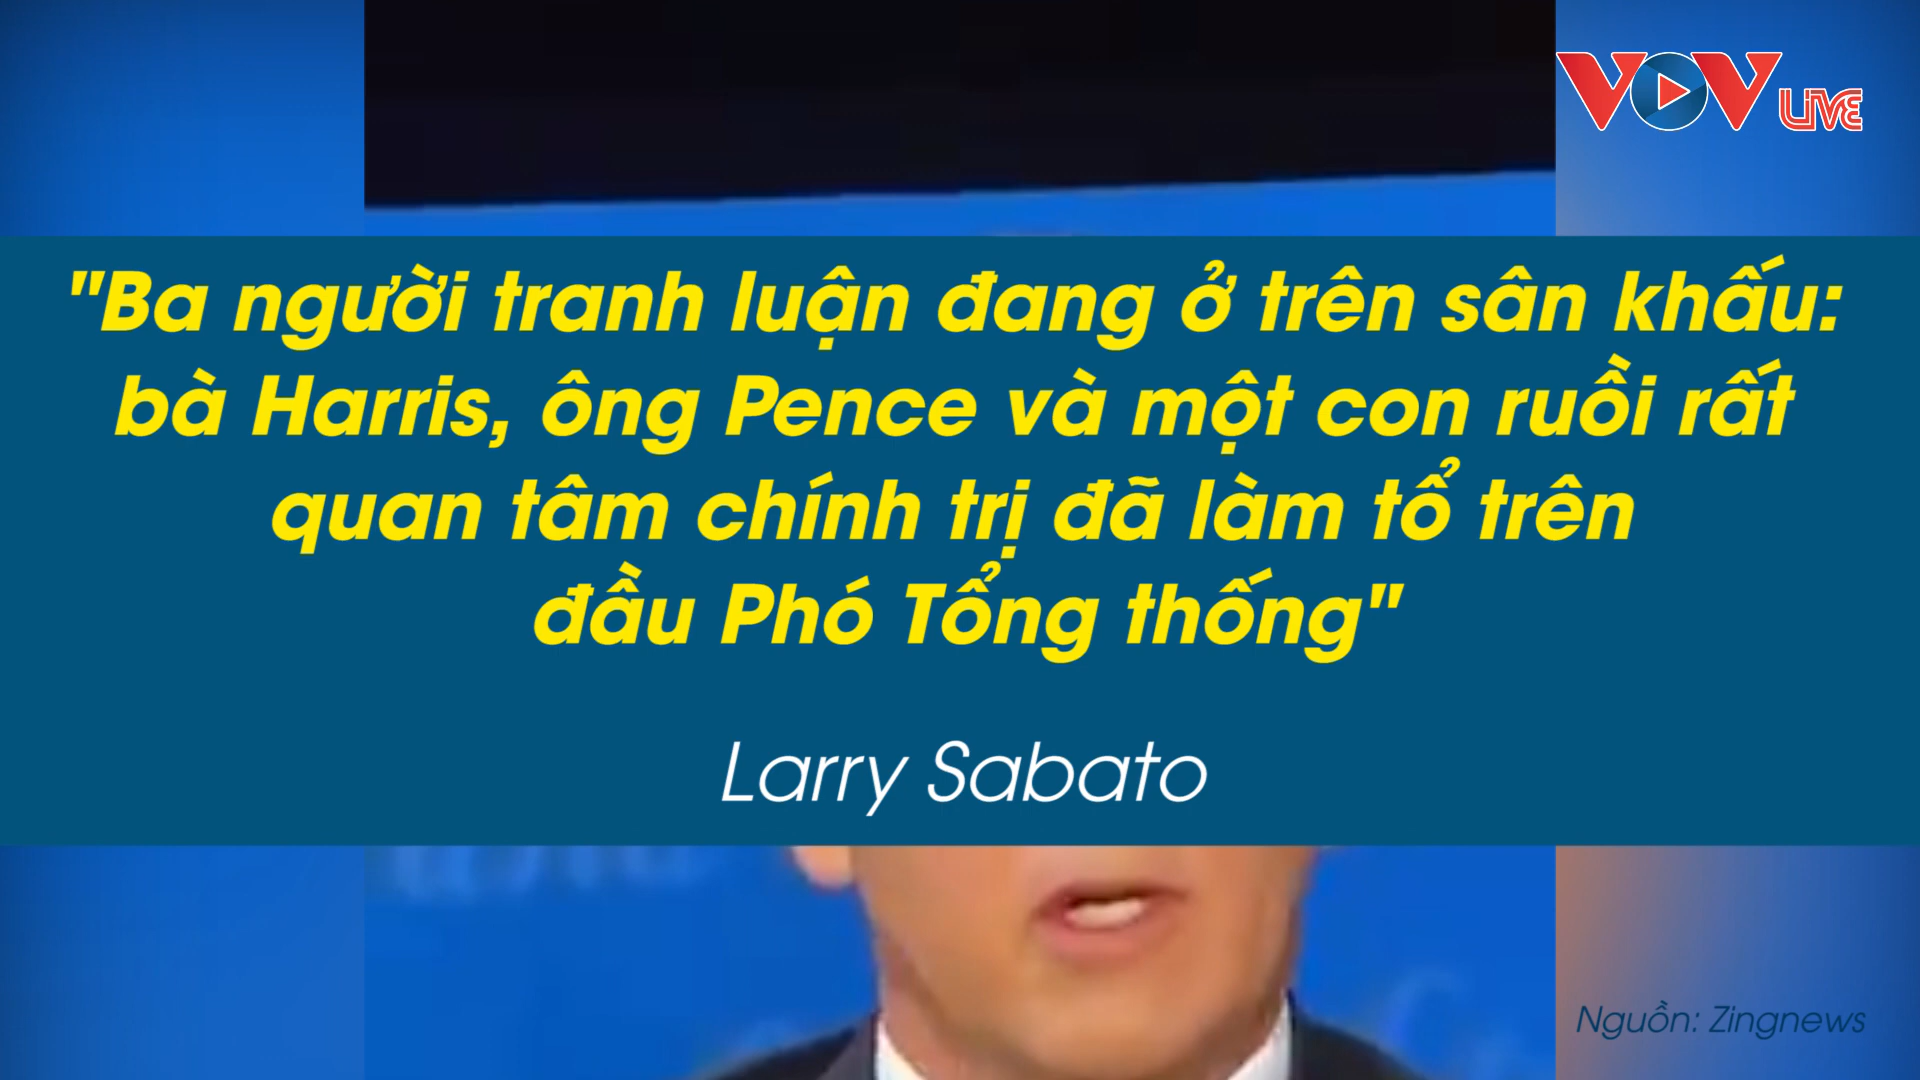 VOV LIVE
"Ba người tranh luận đang ở trên sân khấu:
bà Harris, ông Pence và một con ruồi rất
quan tâm chính trị đã làm tổ trên
đầu Phó Tổng thống"
Larry Sabato
Nguồn: Zingnews